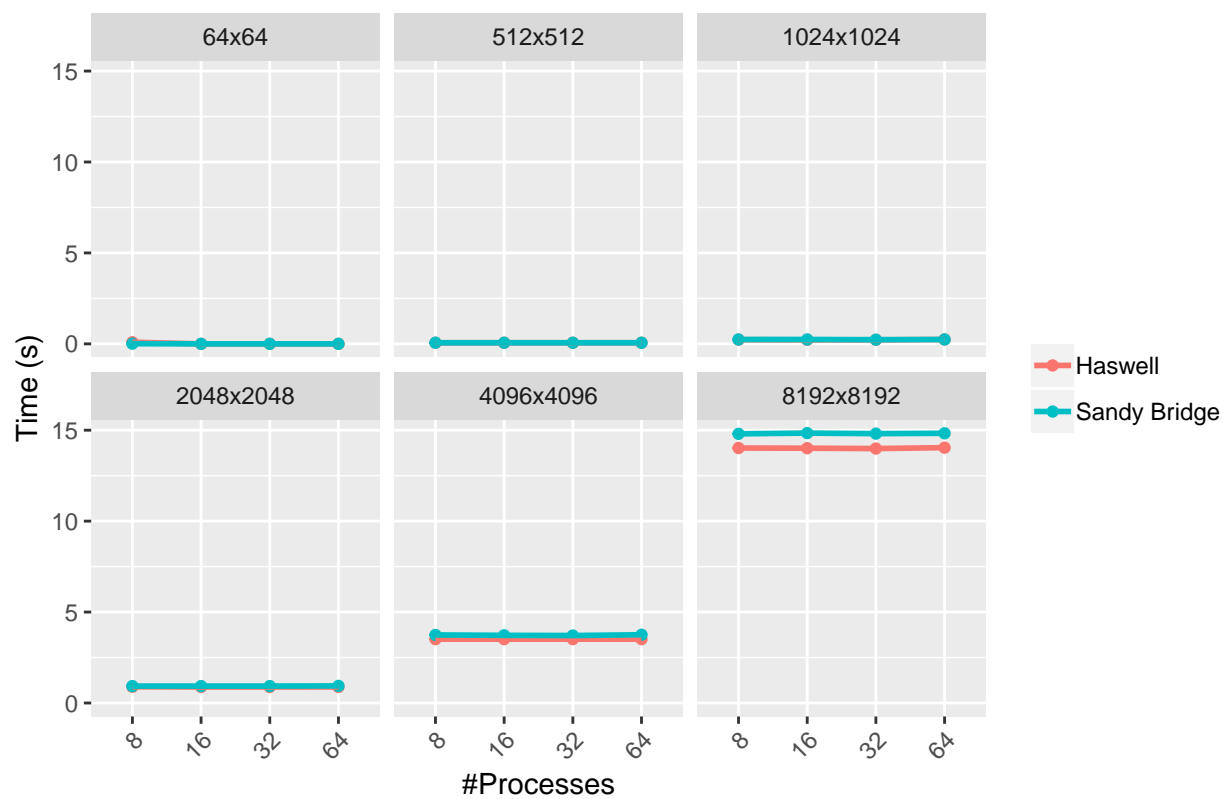 64x64 512x512 1024x1024
15
10
5
0
Time (s)
2048x2048 4096x4096 8192x8192
15
10
5
0
8 16 32 64 8 16 32 64 8 16 32 64
#Processes
Haswell
Sandy Bridge